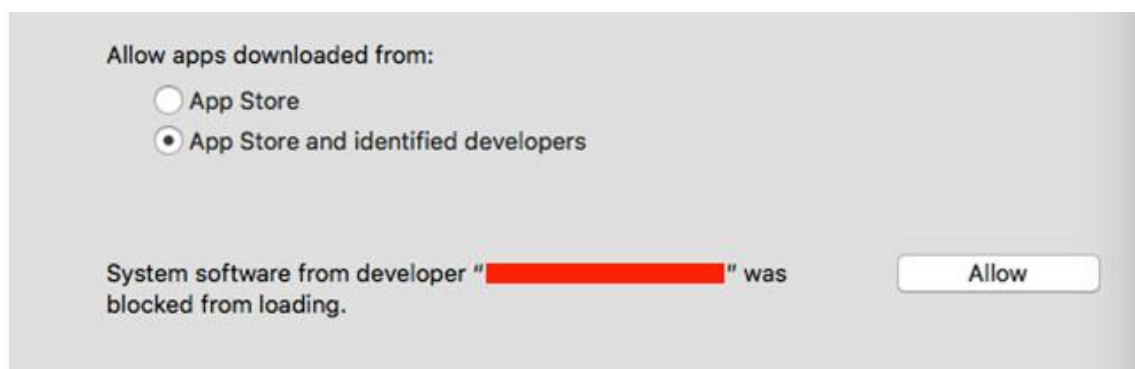 Allow apps downloaded from:
App Store
App Store and identified developers
System software from developer "" was
blocked from loading.
Allow